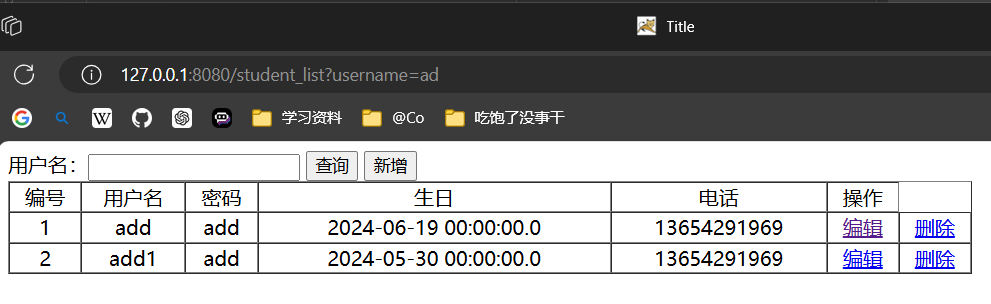 Title
127.0.0.1:8080/student_list?username=ad
学习资料 @Co 吃饱了没事干
用户名： 查询 新增
编号 用户名 密码 生日 电话 操作
1 add add 2024-06-19 00:00:00.0 13654291969 编辑 删除
2 add1 add 2024-05-30 00:00:00.0 13654291969 编辑 删除